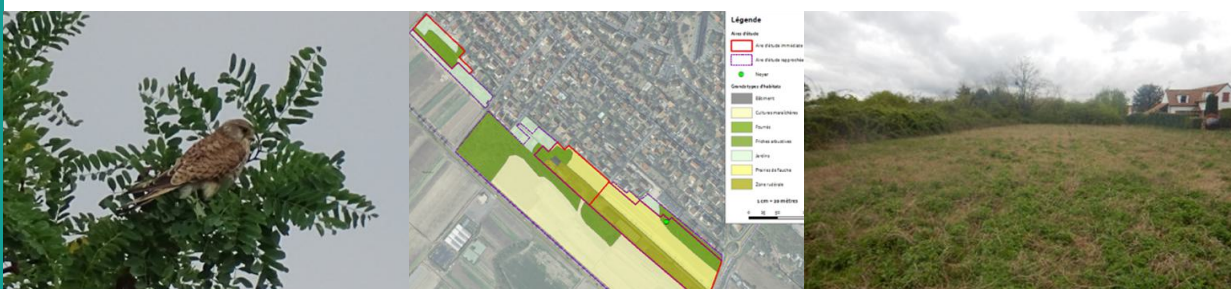 Légende
Aires d'étude
Aire d'étude immédiate
Aire d'étude rapprochée
Noyer
Grands types d'habitats
Bâtiment
Cultures maraîchères
Fourrés
Friches arbustives
Jardins
Prairies de fauche
Zone rudérale